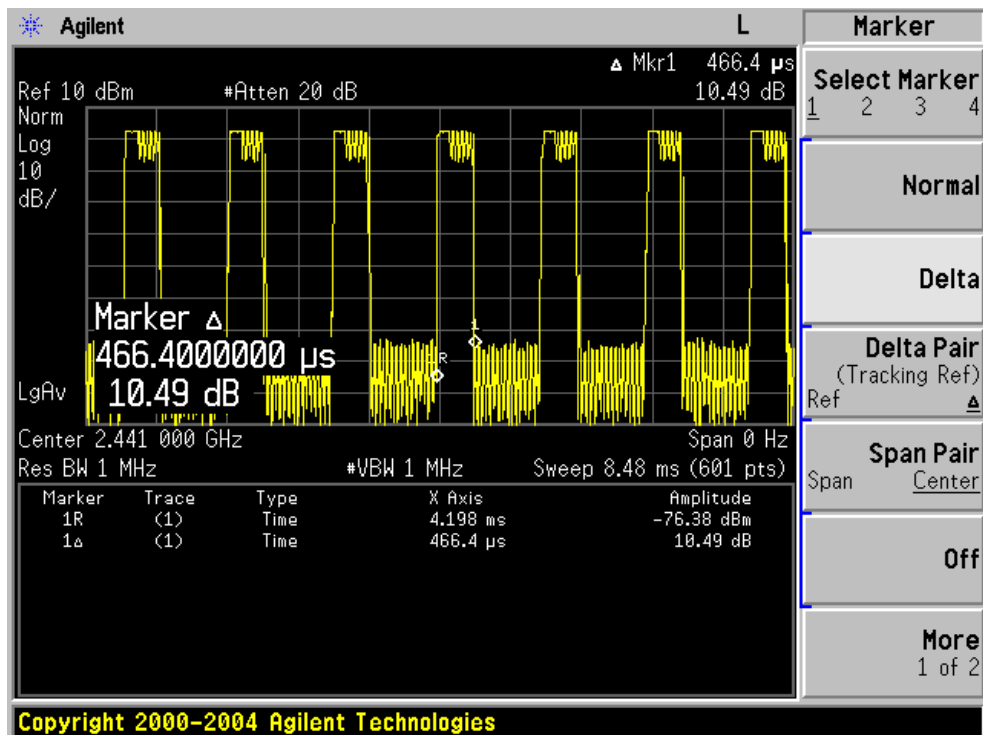 Agilent L Marker
Δ Mkr1 466.4 µs
Ref 10 dBm #Atten 20 dB 10.49 dB
Norm
Log
10
dB/
Marker Δ
466.4000000 µs
10.49 dB
1
R
LgAv
Center 2.441 000 GHz Span 0 Hz
Res BW 1 MHz #VBW 1 MHz Sweep 8.48 ms (601 pts)
Marker Trace Type X Axis Amplitude
1R (1) Time 4.198 ms -76.38 dBm
1Δ (1) Time 466.4 µs 10.49 dB
Select Marker
1 2 3 4
Normal
Delta
Delta Pair
(Tracking Ref)
Ref Δ
Span Pair
Span Center
Off
More
1 of 2
Copyright 2000-2004 Agilent Technologies